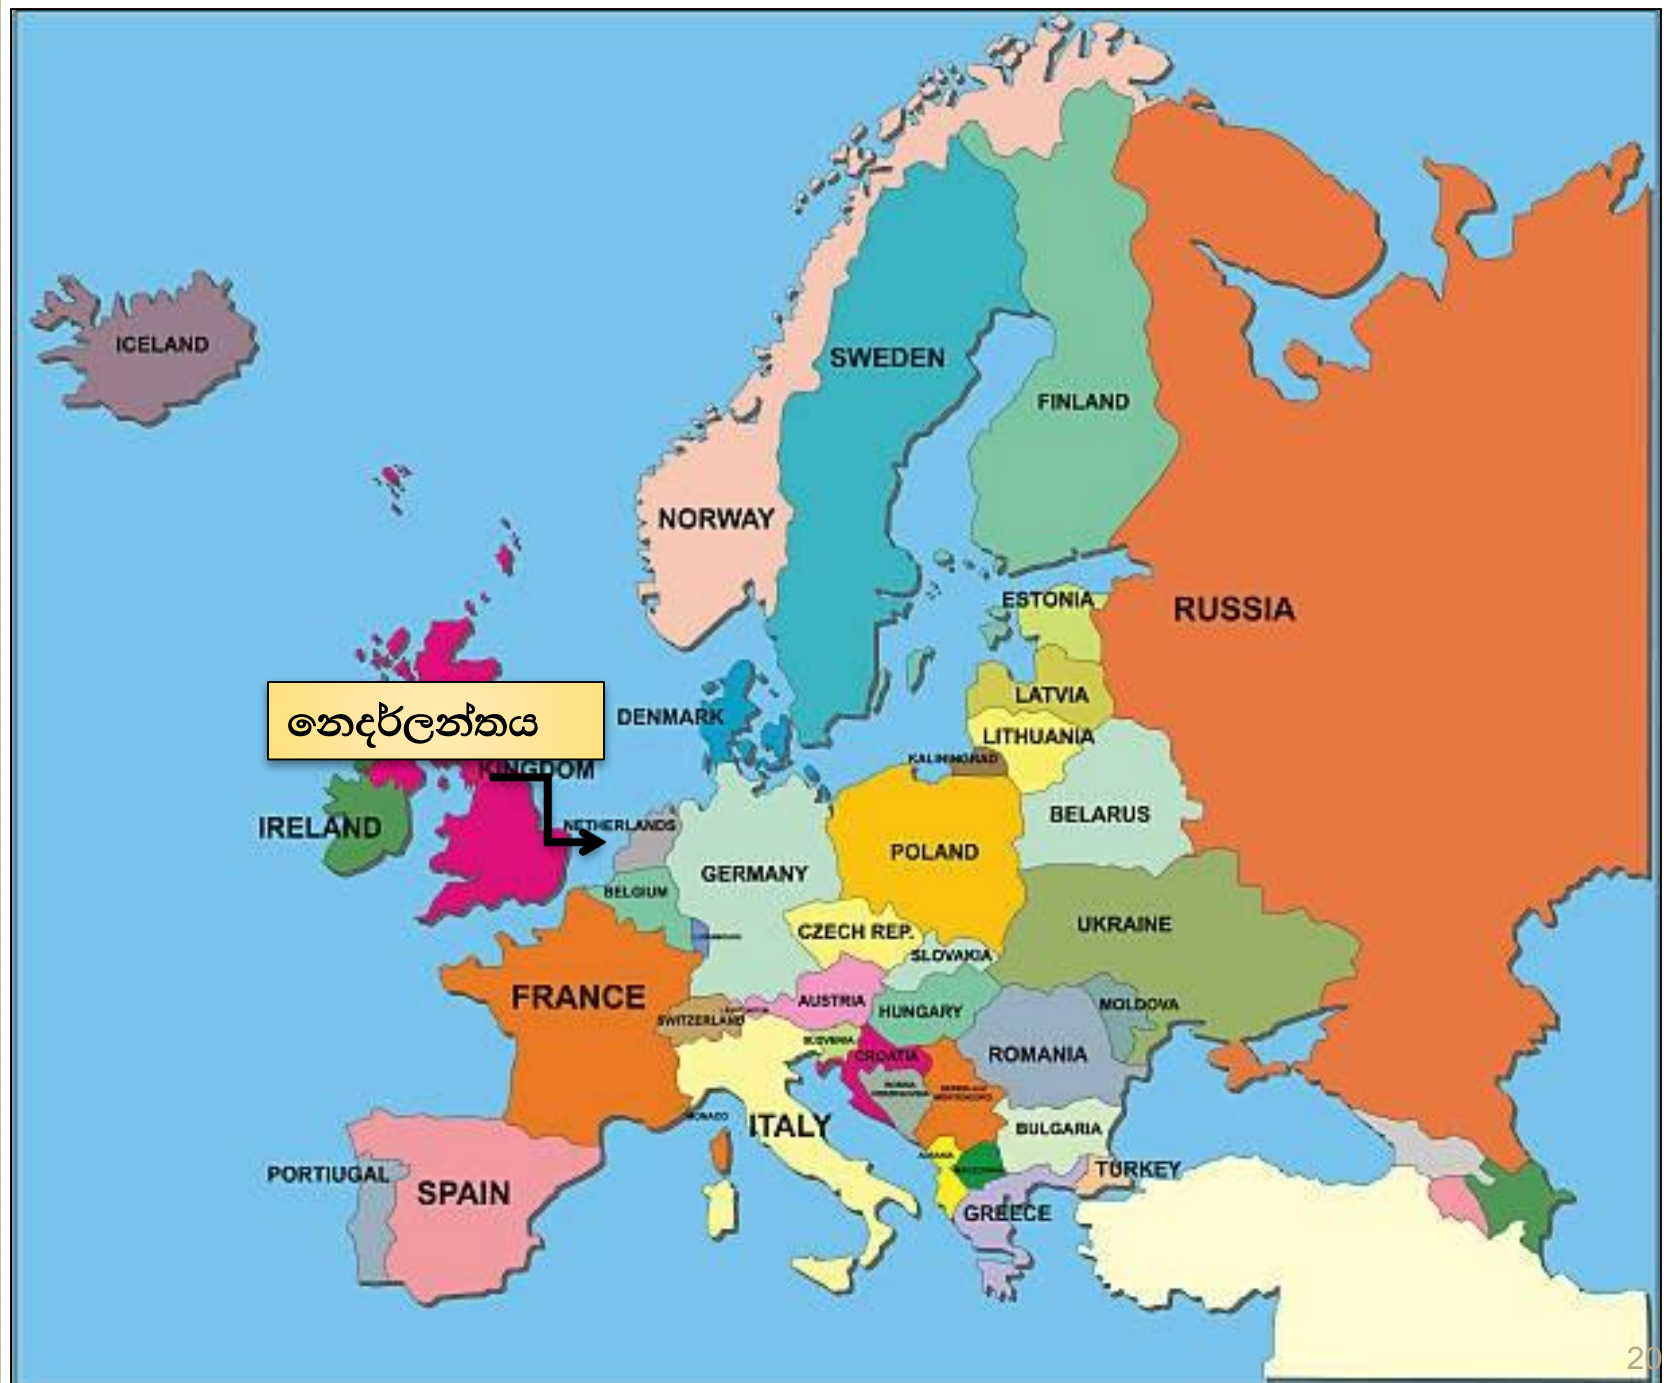 ICELAND
SWEDEN
FINLAND
NORWAY
ESTONIA
RUSSIA
LATVIA
නෙදර්ලන්තය
DENMARK
LITHUANIA
KALININGRAD
KINGDOM
BELARUS
IRELAND
NETHERLANDS
POLAND
GERMANY
BELGIUM
UKRAINE
CZECH REP.
SLOVAKIA
FRANCE
AUSTRIA
MOLDOVA
HUNGARY
SWITZERLAND
SLOVENIA
CROATIA
ROMANIA
MONACO
ITALY
BULGARIA
ALBANIA
PORTIUGAL
TURKEY
SPAIN
GREECE
20